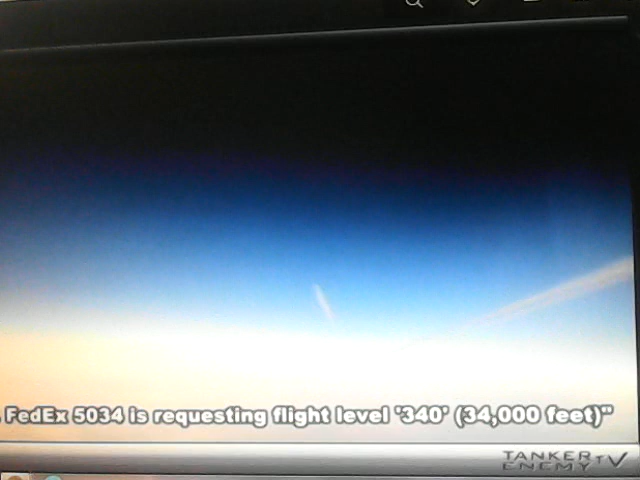 FedEx 5034 is requesting flight level '340' (34,000 feet)"
TANKER
ENEMY TV